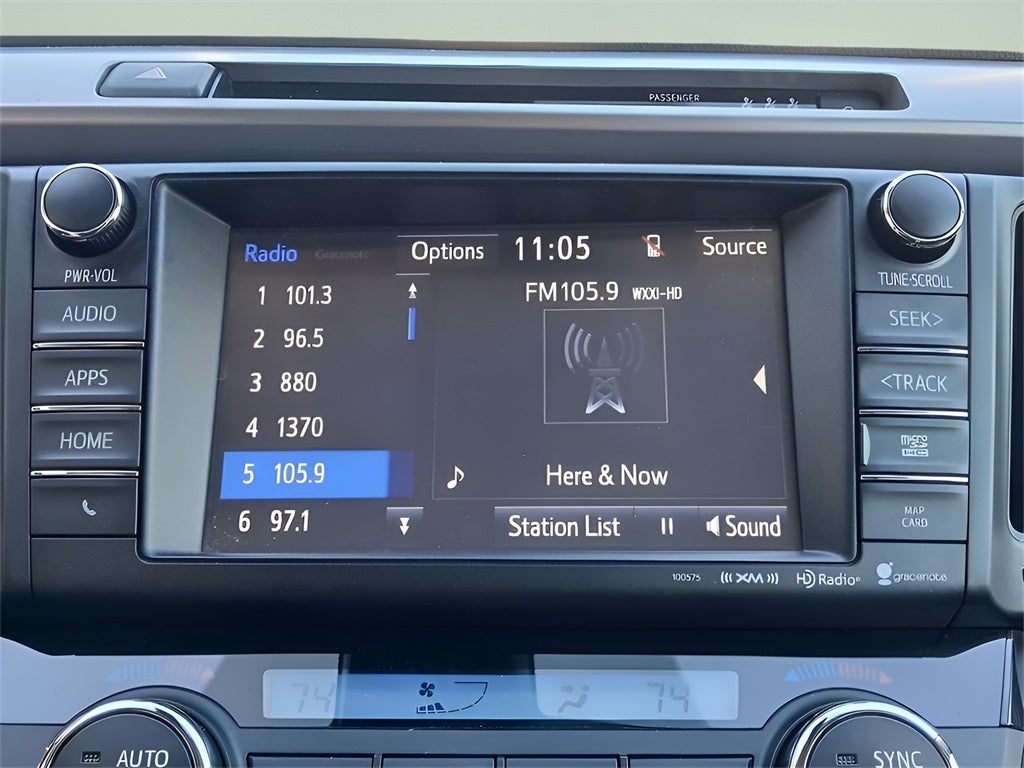 PASSENGER
PWR·VOL
AUDIO
APPS
HOME
Radio Gracenote Options 11:05 Source
1 101.3
2 96.5
3 880
4 1370
5 105.9
6 97.1
FM105.9 WXXI-HD
Here & Now
Station List Sound
TUNE·SCROLL
SEEK>
<TRACK
micro SD
MAP
CARD
100575 ((( XM ))) HD Radio gracenote
74 74
AUTO SYNC